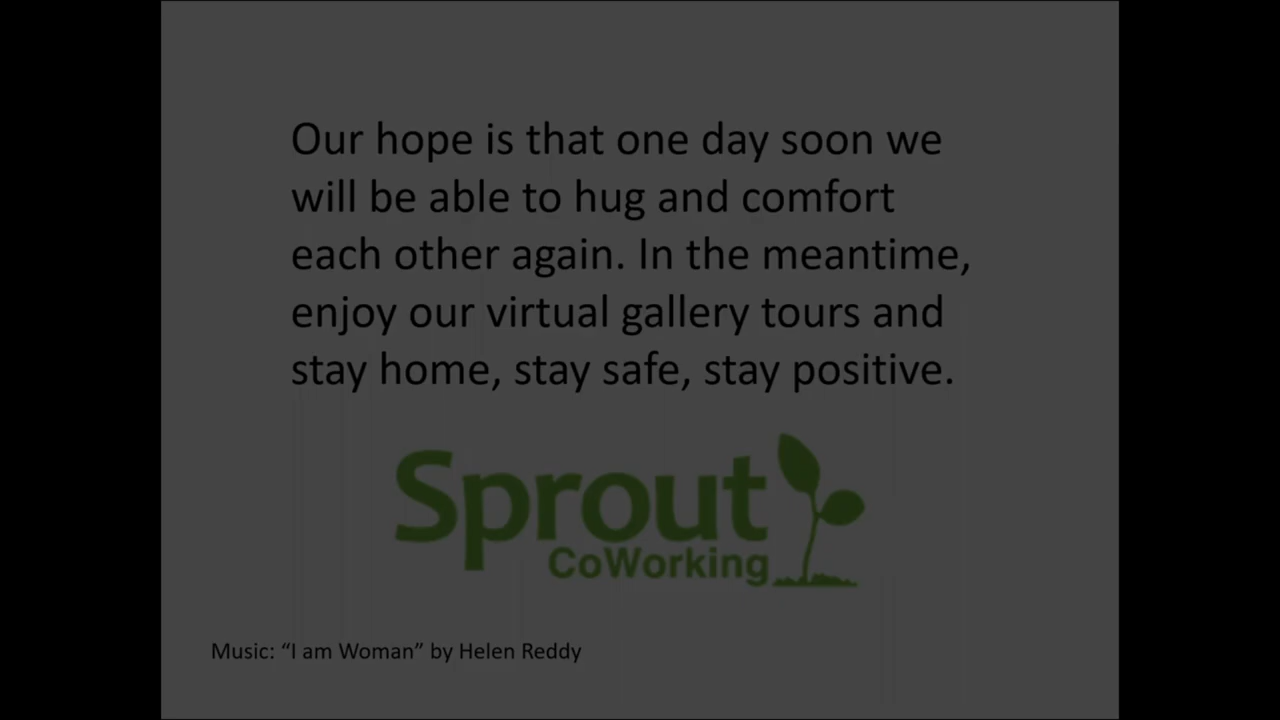 Our hope is that one day soon we
will be able to hug and comfort
each other again. In the meantime,
enjoy our virtual gallery tours and
stay home, stay safe, stay positive.
Sprout
CoWorking
Music: “I am Woman” by Helen Reddy